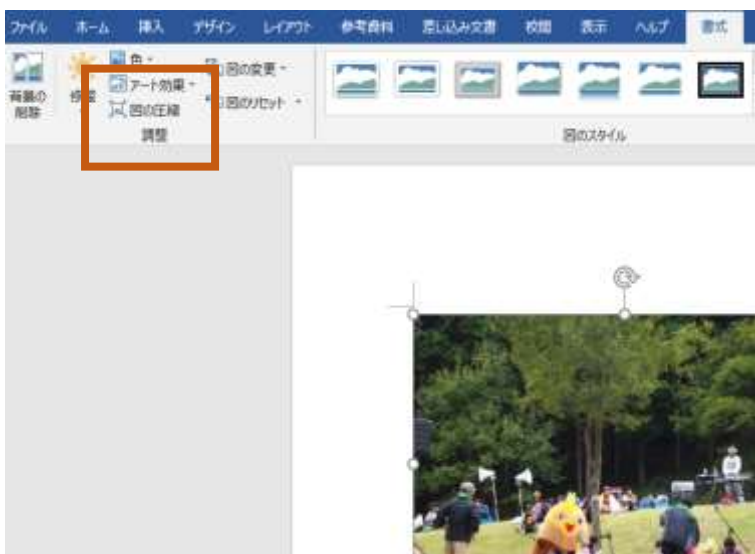 ファイル ホーム 挿入 デザイン レイアウト 参考資料 差し込み文書 校閲 表示 ヘルプ 書式
色
アート効果
図の圧縮
図の変更
図のリセット
背景の
削除
調整
図のスタイル